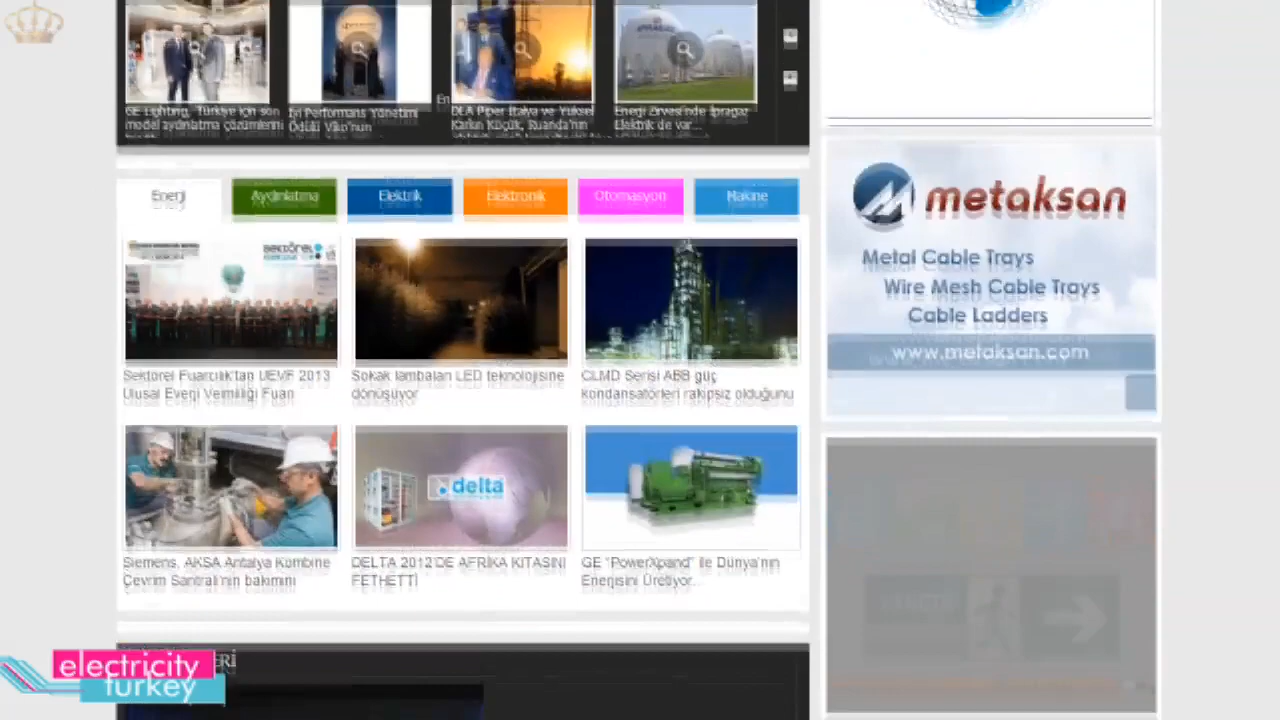 GE Lighting, Türkiye için son
model aydınlatma çözümlerini
İyi Performans Yönetimi
Ödülü Viko'nun
DLA Piper İtalya ve Yüksel
Karkın Küçük, Ruanda'nın
Enerji Zirvesi'nde İpragaz
Elektrik de var...
Enerji
Aydınlatma
Elektrik
Elektronik
Otomasyon
Makine
SEKTÖREL
Sektörel Fuarcılık'tan UEVF 2013
Ulusal Enerji Verimliliği Fuarı
Sokak lambaları LED teknolojisine
dönüşüyor
CLMD Serisi ABB güç
kondansatörleri rakipsiz olduğunu
delta
Siemens, AKSA Antalya Kombine
Çevrim Santrali'nin bakımını
DELTA 2012'DE AFRİKA KITASINI
FETHETTİ
GE "PowerXpand" ile Dünya'nın
Enerjisini Üretiyor...
metaksan
Metal Cable Trays
Wire Mesh Cable Trays
Cable Ladders
www.metaksan.com
electricity
turkey